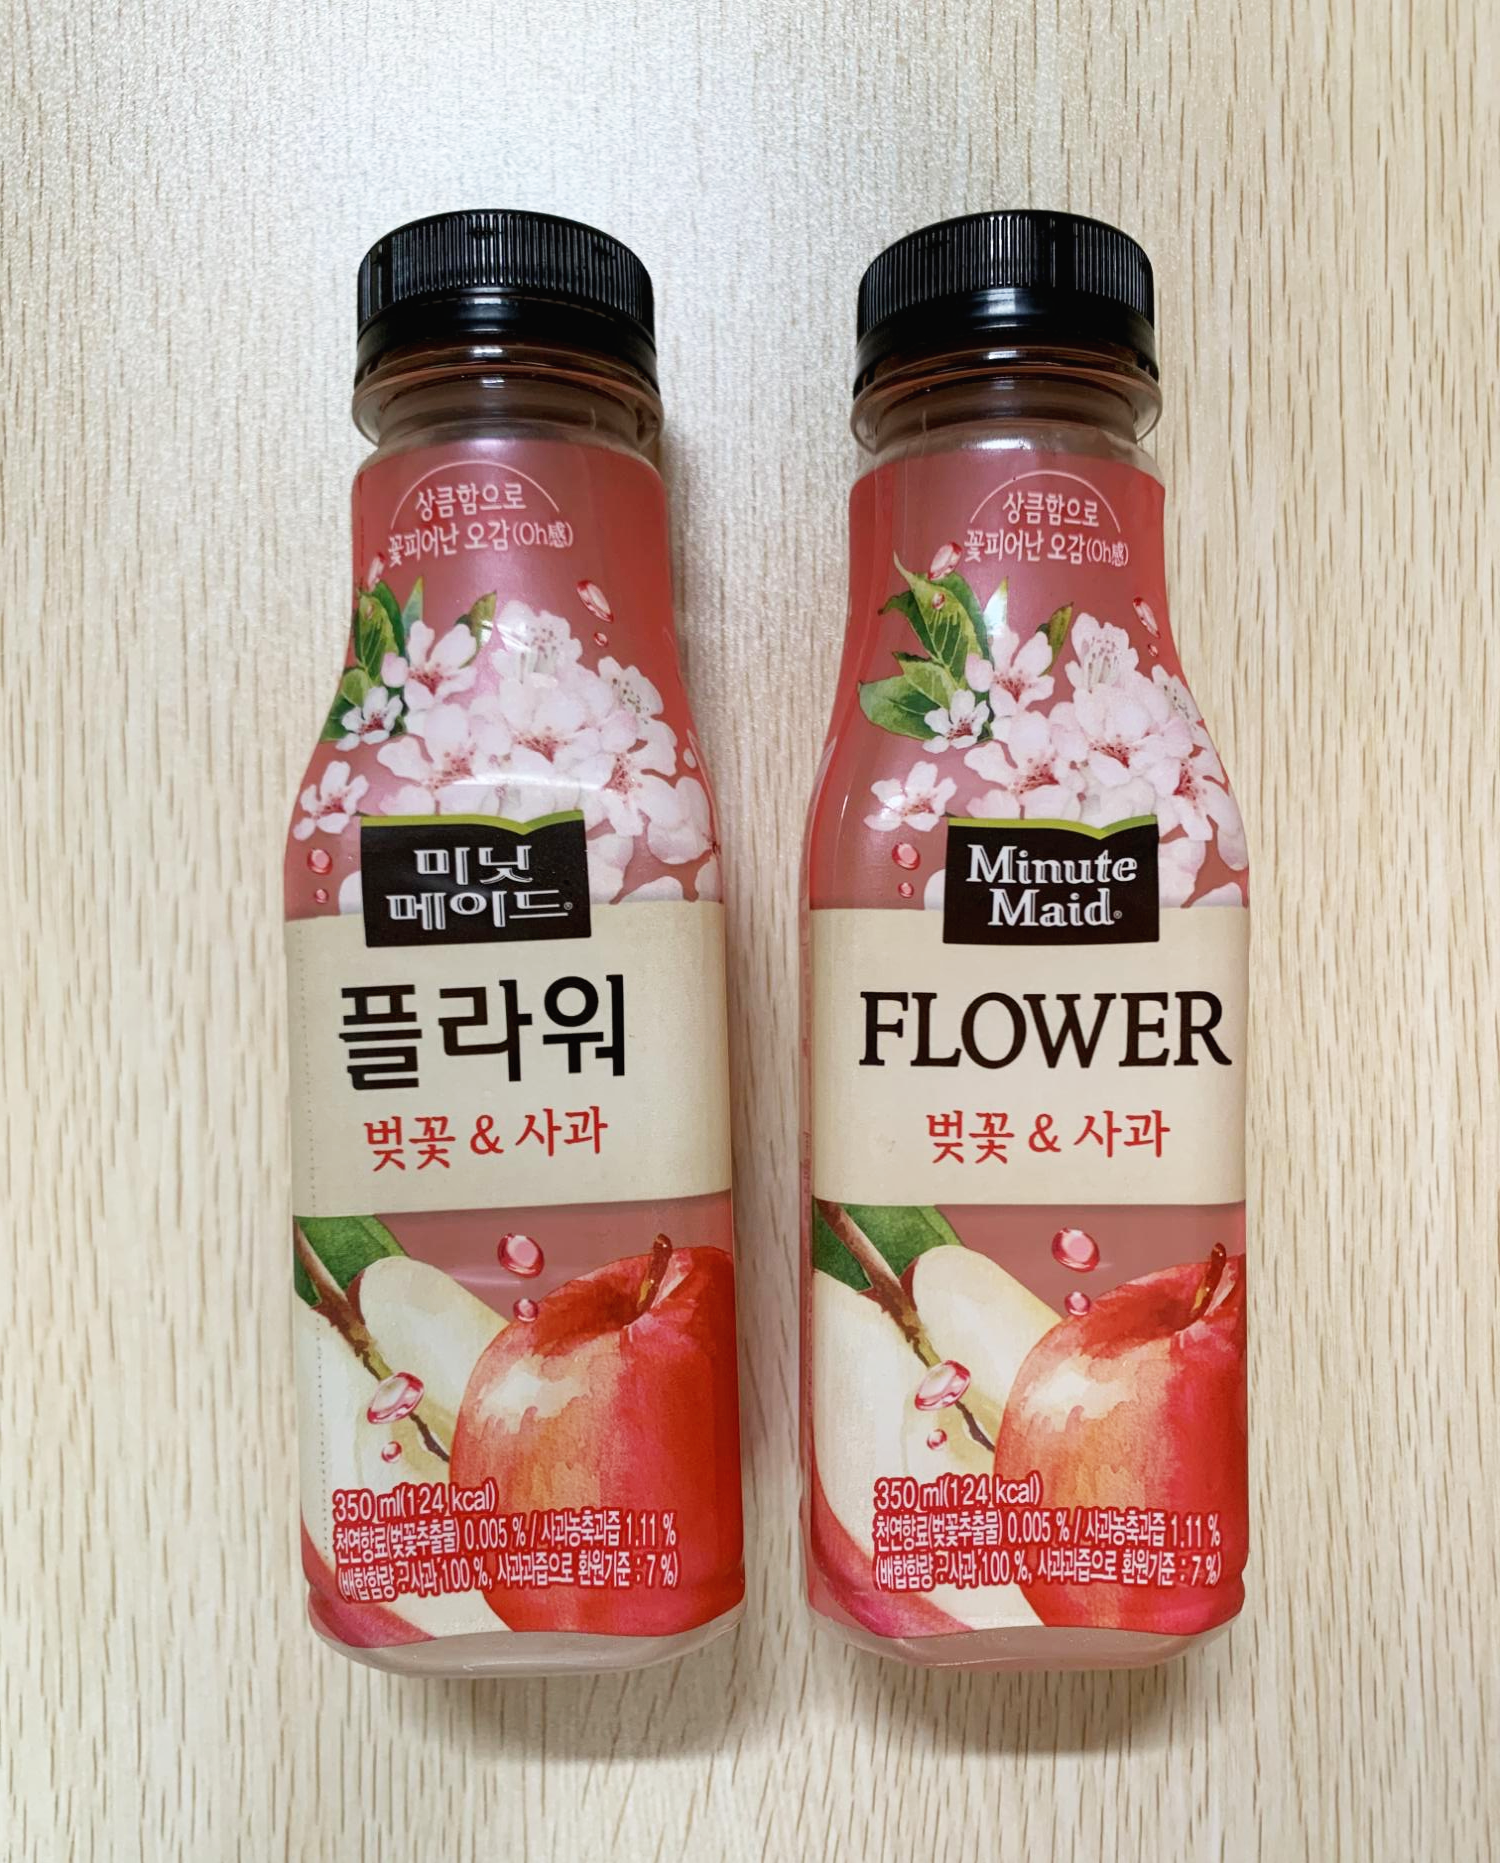 상큼함으로
꽃피어난 오감(Oh感)
미닛
메이드®
플라워
벚꽃 & 사과
350 ml(124 kcal)
천연향료(벚꽃추출물) 0.005 % / 사과농축과즙 1.11 %
(배합함량 : 사과 100 %, 사과과즙으로 환원기준 : 7 %)
상큼함으로
꽃피어난 오감(Oh感)
Minute
Maid®
FLOWER
벚꽃 & 사과
350 ml(124 kcal)
천연향료(벚꽃추출물) 0.005 % / 사과농축과즙 1.11 %
(배합함량 : 사과 100 %, 사과과즙으로 환원기준 : 7 %)